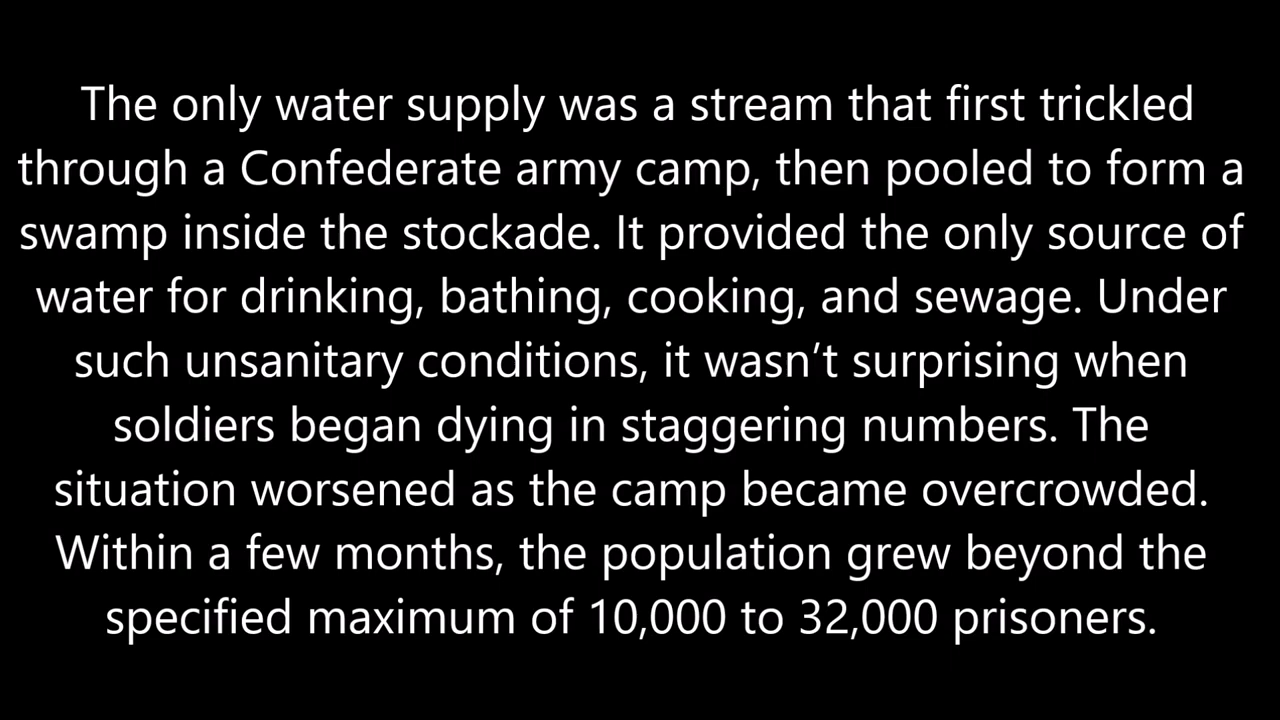 The only water supply was a stream that first trickled
through a Confederate army camp, then pooled to form a
swamp inside the stockade. It provided the only source of
water for drinking, bathing, cooking, and sewage. Under
such unsanitary conditions, it wasn’t surprising when
soldiers began dying in staggering numbers. The
situation worsened as the camp became overcrowded.
Within a few months, the population grew beyond the
specified maximum of 10,000 to 32,000 prisoners.